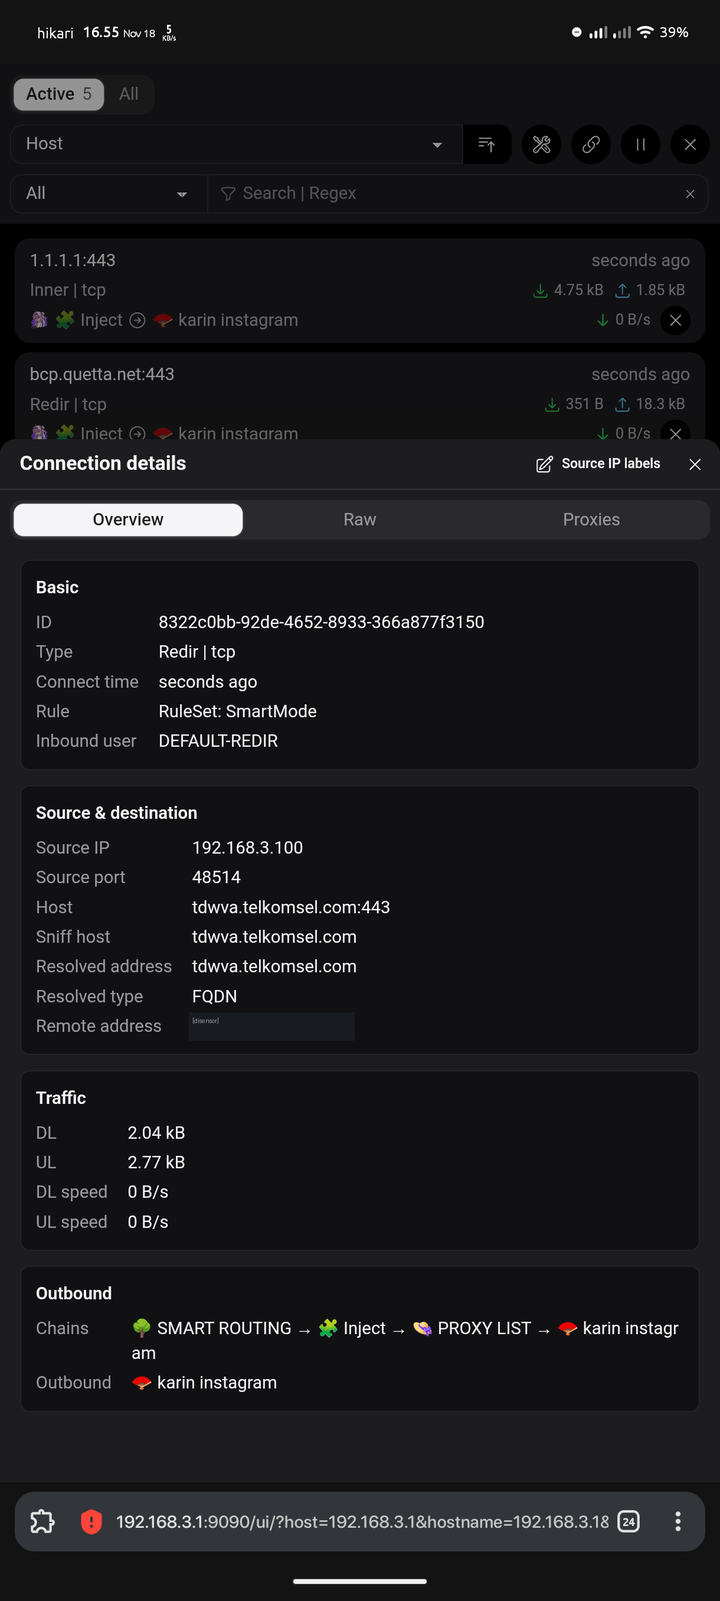 hikari 16.55 Nov 18 5 KB/s 39%
Active 5 All
Host
All Search | Regex
1.1.1.1:443 seconds ago
Inner | tcp 4.75 kB 1.85 kB
Inject karin instagram 0 B/s
bcp.quetta.net:443 seconds ago
Redir | tcp 351 B 18.3 kB
Inject karin instagram 0 B/s
Connection details Source IP labels
Overview Raw Proxies
Basic
ID 8322c0bb-92de-4652-8933-366a877f3150
Type Redir | tcp
Connect time seconds ago
Rule RuleSet: SmartMode
Inbound user DEFAULT-REDIR
Source & destination
Source IP 192.168.3.100
Source port 48514
Host tdwva.telkomsel.com:443
Sniff host tdwva.telkomsel.com
Resolved address tdwva.telkomsel.com
Resolved type FQDN
Remote address [disensor]
Traffic
DL 2.04 kB
UL 2.77 kB
DL speed 0 B/s
UL speed 0 B/s
Outbound
Chains 🌳 SMART ROUTING → 🧩 Inject → 👒 PROXY LIST → 🪭 karin instagr
am
Outbound 🪭 karin instagram
192.168.3.1:9090/ui/?host=192.168.3.1&hostname=192.168.3.1& 24